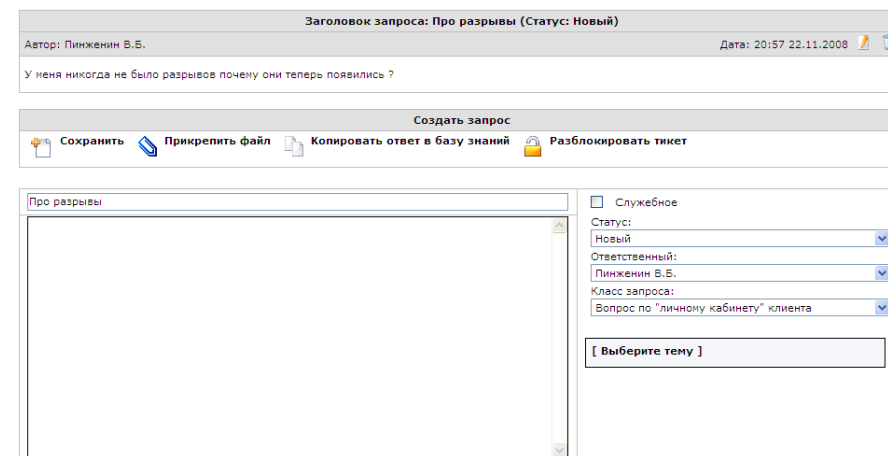 Заголовок запроса: Про разрывы (Статус: Новый)
Автор: Пинженин В.Б. Дата: 20:57 22.11.2008
У меня никогда не было разрывов почему они теперь появились ?
Создать запрос
Сохранить Прикрепить файл Копировать ответ в базу знаний Разблокировать тикет
Про разрывы
Служебное
Статус:
Новый
Ответственный:
Пинженин В.Б.
Класс запроса:
Вопрос по "личному кабинету" клиента
[ Выберите тему ]